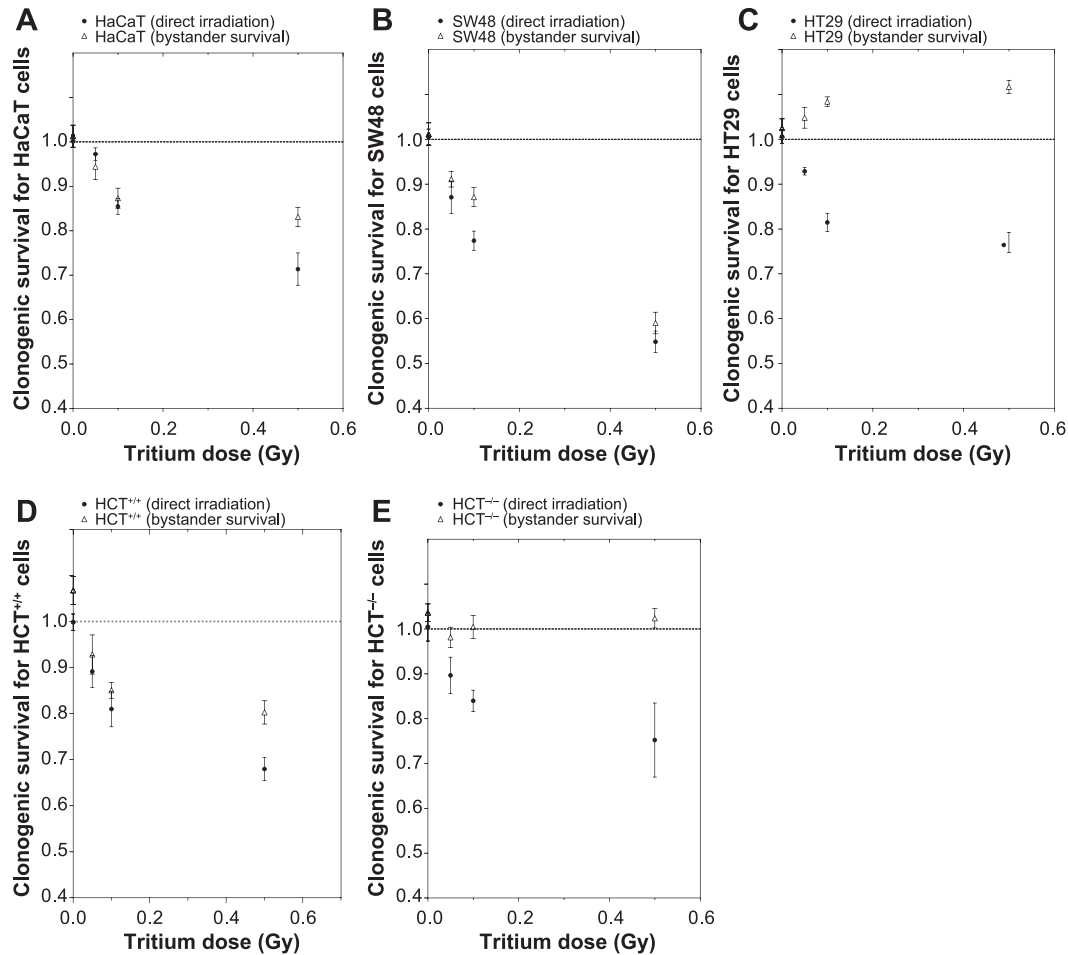 A
● HaCaT (direct irradiation)
△ HaCaT (bystander survival)
Clonogenic survival for HaCaT cells
1.0
0.9
0.8
0.7
0.6
0.5
0.4
0.0 0.2 0.4 0.6
Tritium dose (Gy)
B
● SW48 (direct irradiation)
△ SW48 (bystander survival)
Clonogenic survival for SW48 cells
1.0
0.9
0.8
0.7
0.6
0.5
0.4
0.0 0.2 0.4 0.6
Tritium dose (Gy)
C
● HT29 (direct irradiation)
△ HT29 (bystander survival)
Clonogenic survival for HT29 cells
1.0
0.9
0.8
0.7
0.6
0.5
0.4
0.0 0.2 0.4 0.6
Tritium dose (Gy)
D
● HCT⁺/⁺ (direct irradiation)
△ HCT⁺/⁺ (bystander survival)
Clonogenic survival for HCT⁺/⁺ cells
1.0
0.9
0.8
0.7
0.6
0.5
0.4
0.0 0.2 0.4 0.6
Tritium dose (Gy)
E
● HCT⁻/⁻ (direct irradiation)
△ HCT⁻/⁻ (bystander survival)
Clonogenic survival for HCT⁻/⁻ cells
1.0
0.9
0.8
0.7
0.6
0.5
0.4
0.0 0.2 0.4 0.6
Tritium dose (Gy)